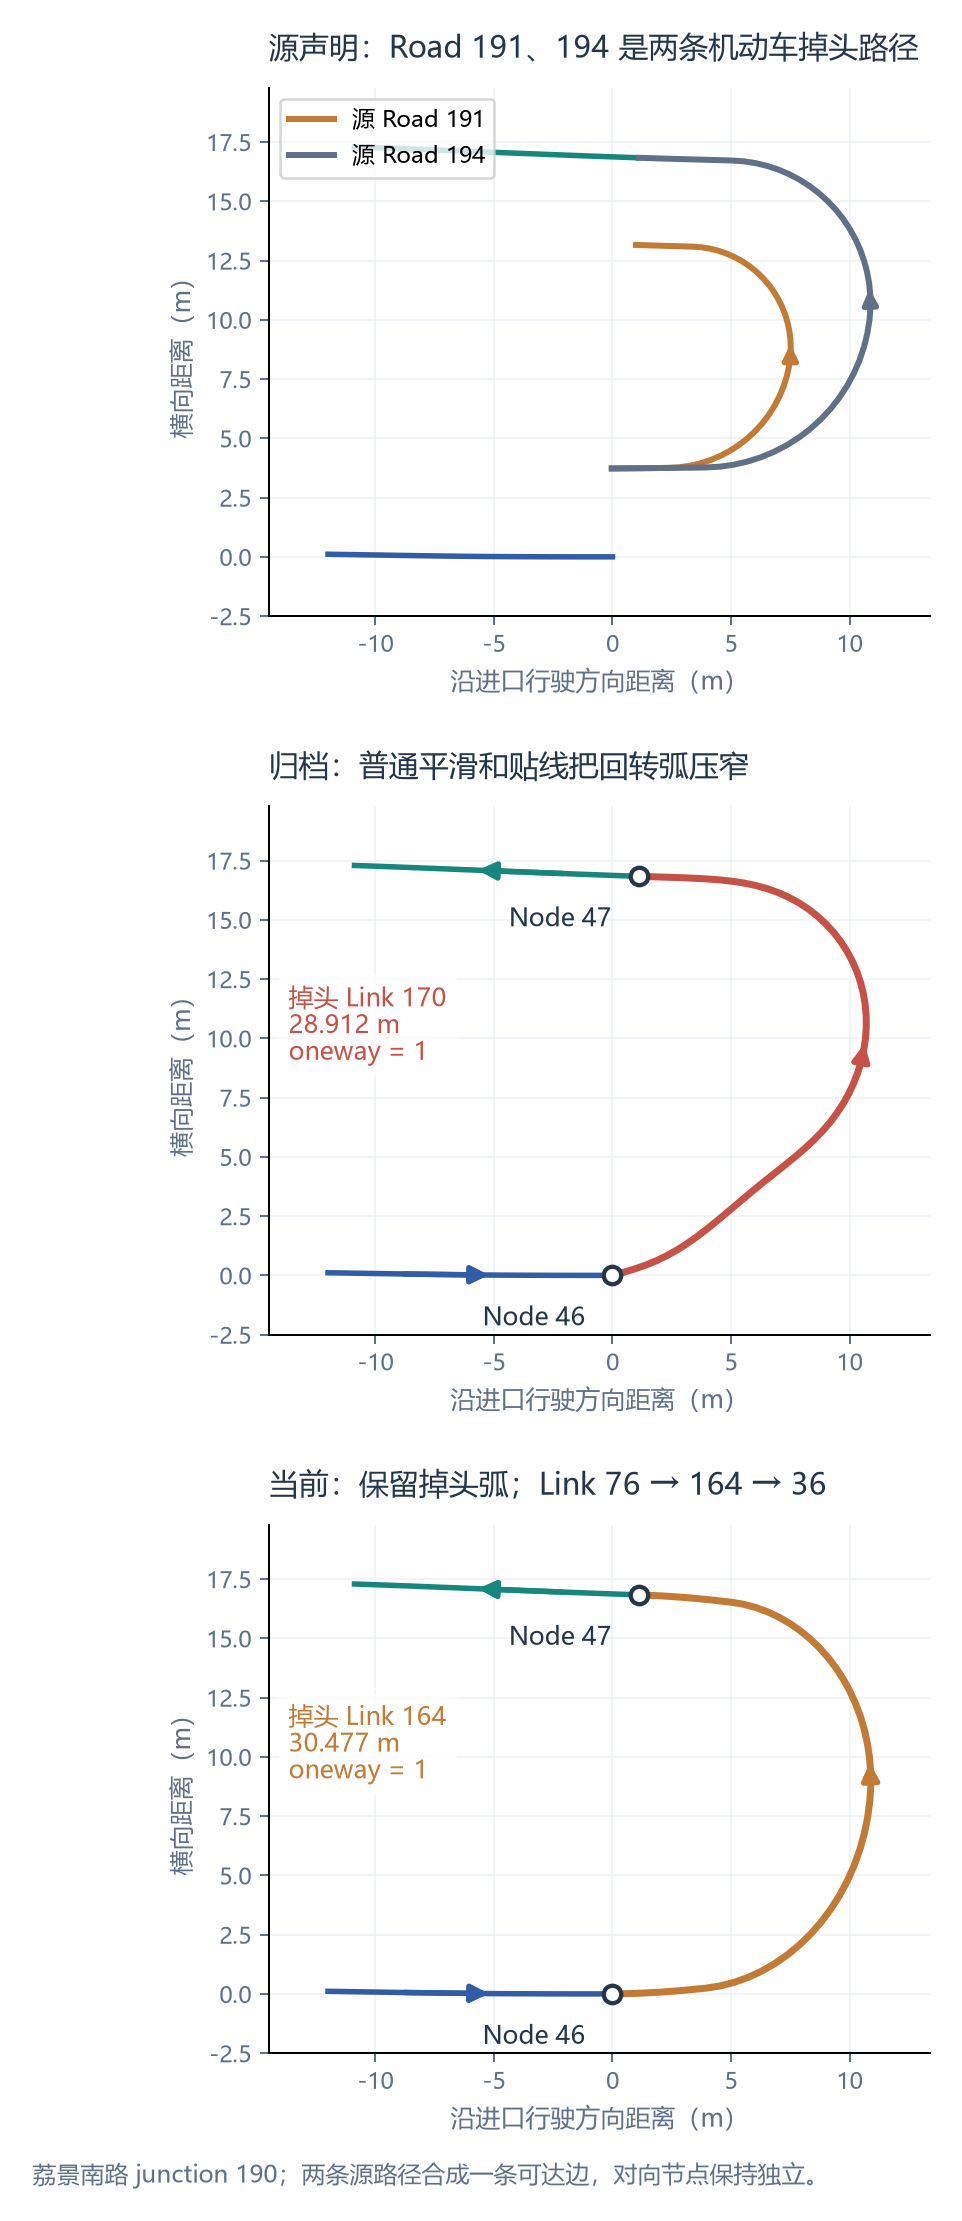 源声明：Road 191、194 是两条机动车掉头路径
源 Road 191
源 Road 194
17.5
15.0
12.5
10.0
7.5
5.0
2.5
0.0
-2.5
横向距离（m）
-10 -5 0 5 10
沿进口行驶方向距离（m）
归档：普通平滑和贴线把回转弧压窄
17.5
15.0
12.5
10.0
7.5
5.0
2.5
0.0
-2.5
横向距离（m）
Node 47
掉头 Link 170
28.912 m
oneway = 1
Node 46
-10 -5 0 5 10
沿进口行驶方向距离（m）
当前：保留掉头弧；Link 76 → 164 → 36
17.5
15.0
12.5
10.0
7.5
5.0
2.5
0.0
-2.5
横向距离（m）
Node 47
掉头 Link 164
30.477 m
oneway = 1
Node 46
-10 -5 0 5 10
沿进口行驶方向距离（m）
荔景南路 junction 190；两条源路径合成一条可达边，对向节点保持独立。